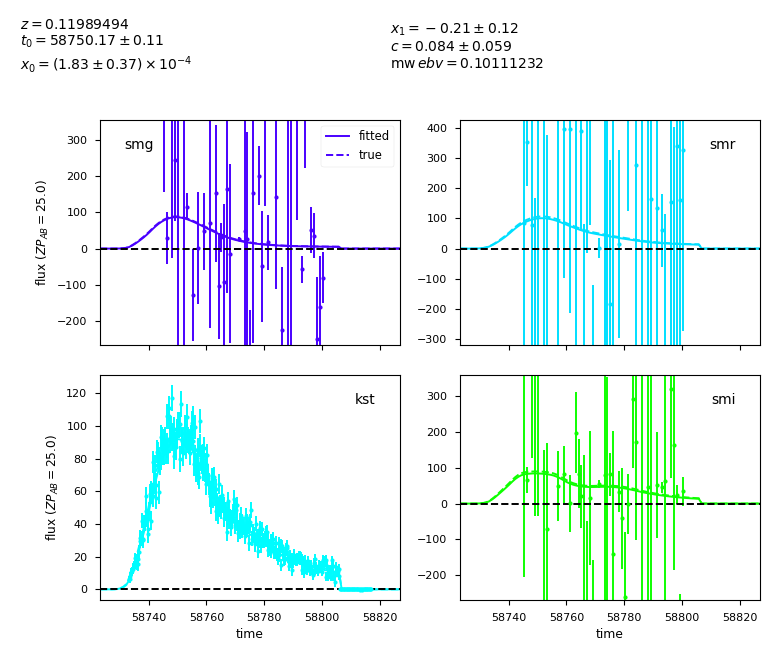 z = 0.11989494
t₀ = 58750.17 ± 0.11
x₀ = (1.83 ± 0.37) × 10⁻⁴
x₁ = −0.21 ± 0.12
c = 0.084 ± 0.059
mw ebv = 0.10111232
smg
fitted
true
300
200
100
0
−100
−200
flux (ZP_AB = 25.0)
smr
400
300
200
100
0
−100
−200
−300
kst
120
100
80
60
40
20
0
flux (ZP_AB = 25.0)
58740 58760 58780 58800 58820
time
smi
300
200
100
0
−100
−200
58740 58760 58780 58800 58820
time